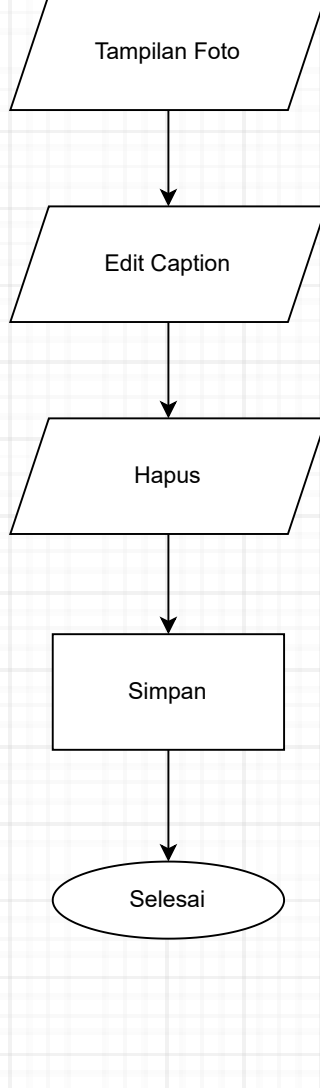 Tampilan Foto
Edit Caption
Hapus
Simpan
Selesai